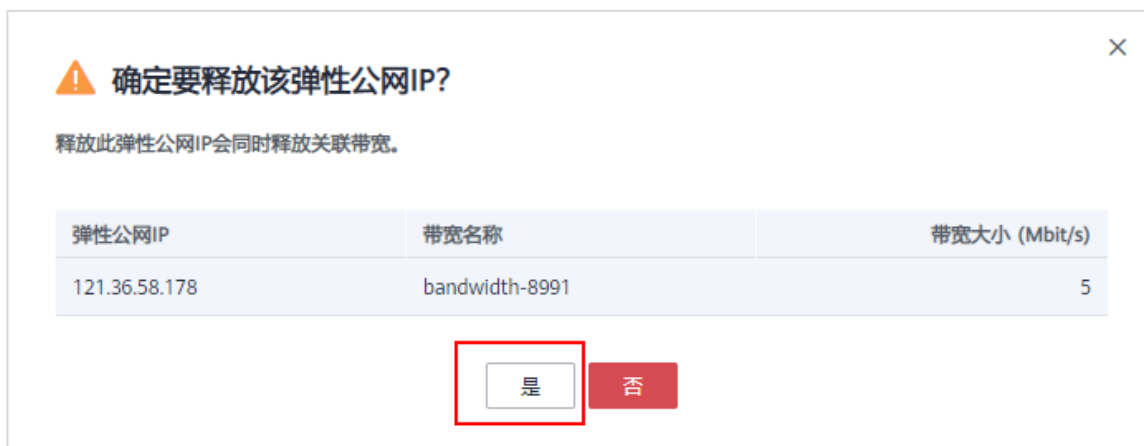 确定要释放该弹性公网IP?
释放此弹性公网IP会同时释放关联带宽。
弹性公网IP 带宽名称 带宽大小 (Mbit/s)
121.36.58.178 bandwidth-8991 5
是 否